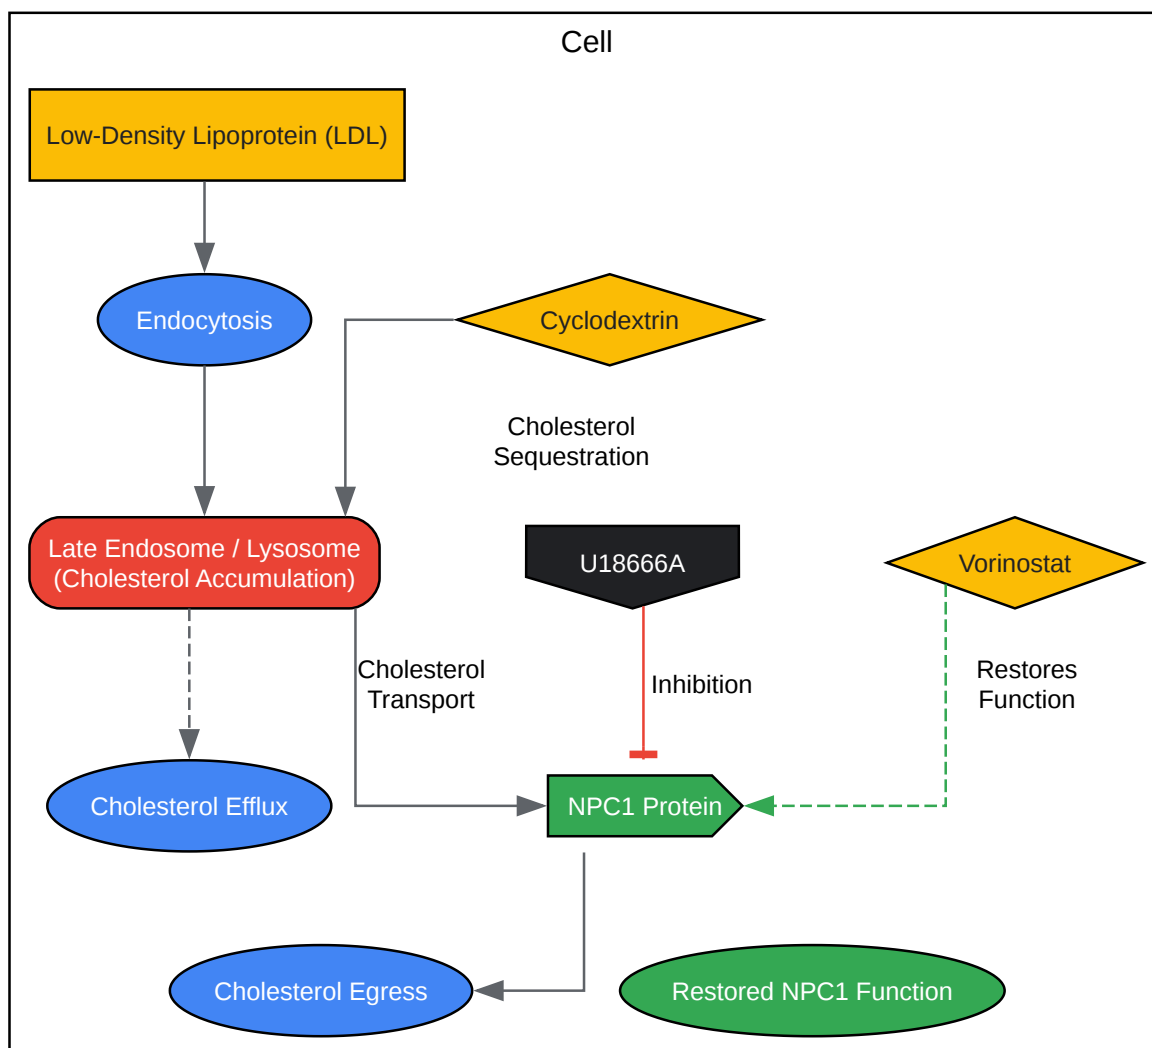 Cell
Low-Density Lipoprotein (LDL)
Endocytosis
Cyclodextrin
Cholesterol
Sequestration
Late Endosome / Lysosome
(Cholesterol Accumulation)
U18666A
Vorinostat
Cholesterol
Transport
Inhibition
Restores
Function
Cholesterol Efflux
NPC1 Protein
Cholesterol Egress
Restored NPC1 Function